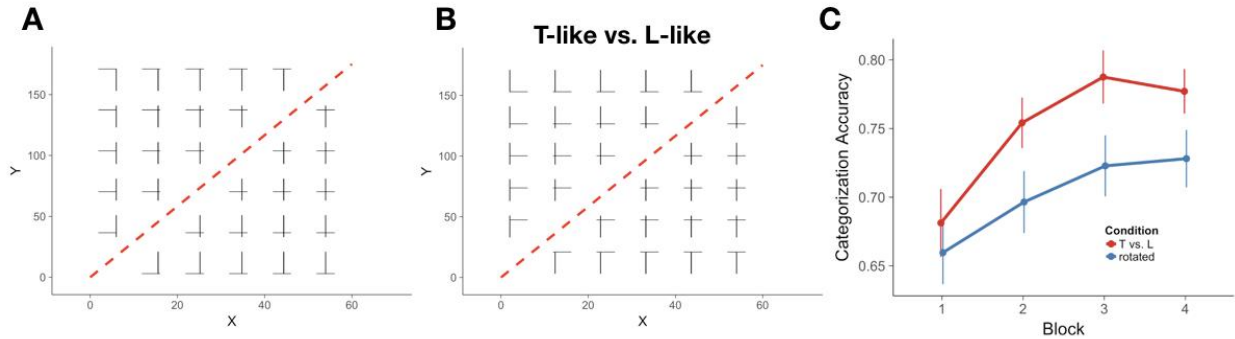 A
Y
150
100
50
0
0
20
40
60
X
B
T-like vs. L-like
Y
150
100
50
0
0
20
40
60
X
C
Categorization Accuracy
0.80
0.75
0.70
0.65
Condition
T vs. L
rotated
1
2
3
4
Block